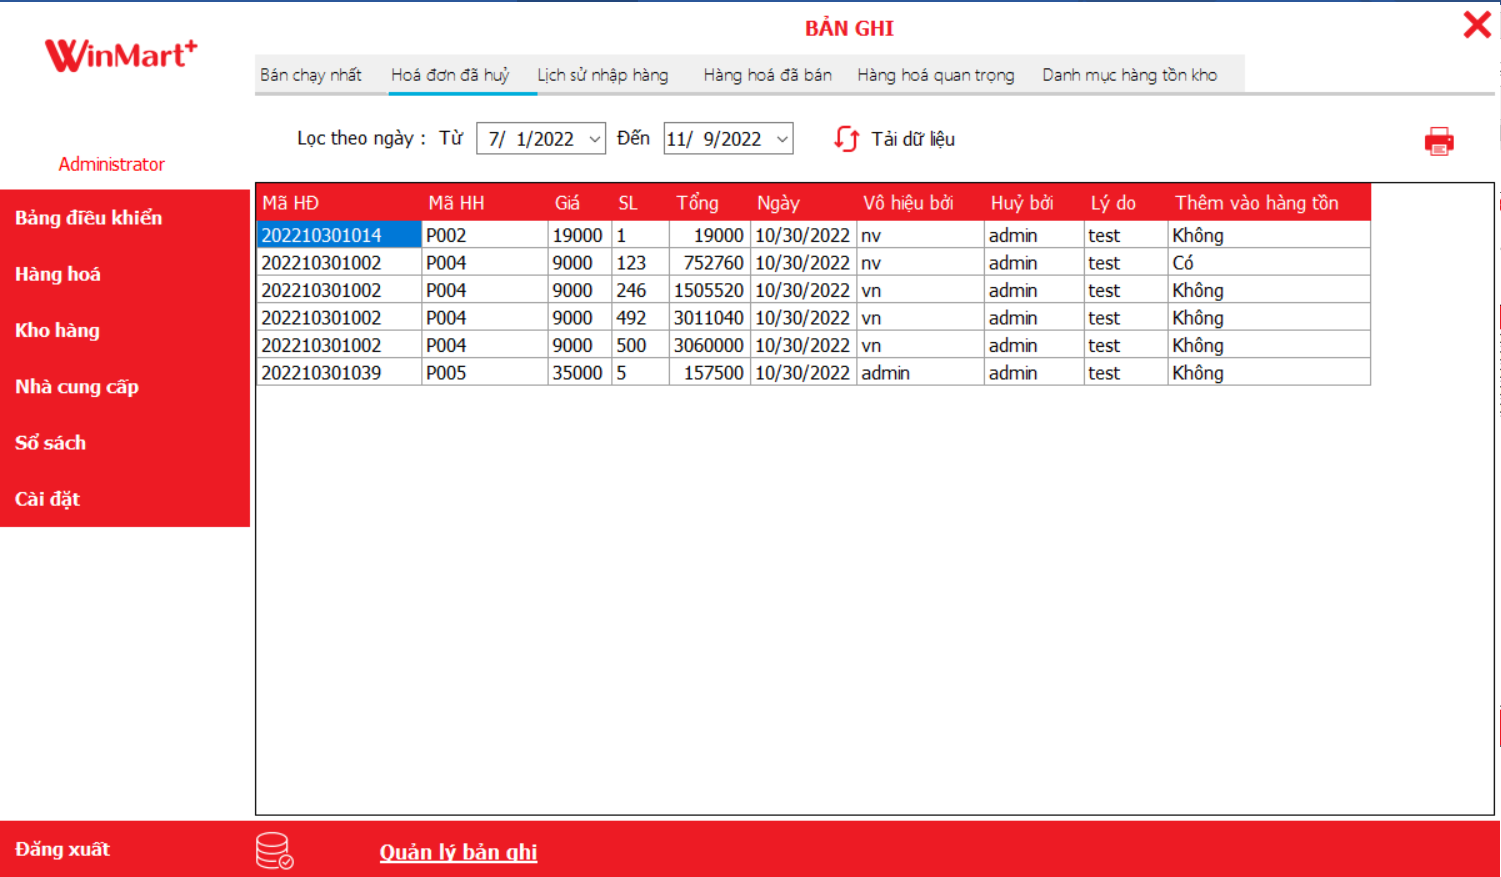 BẢN GHI
WinMart+
Bán chạy nhất Hoá đơn đã huỷ Lịch sử nhập hàng Hàng hoá đã bán Hàng hoá quan trọng Danh mục hàng tồn kho
Lọc theo ngày : Từ 7/ 1/2022 Đến 11/ 9/2022 Tải dữ liệu
Administrator
Bảng điều khiển
Hàng hoá
Kho hàng
Nhà cung cấp
Sổ sách
Cài đặt
Mã HĐ Mã HH Giá SL Tổng Ngày Vô hiệu bởi Huỷ bởi Lý do Thêm vào hàng tồn
202210301014 P002 19000 1 19000 10/30/2022 nv admin test Không
202210301002 P004 9000 123 752760 10/30/2022 nv admin test Có
202210301002 P004 9000 246 1505520 10/30/2022 vn admin test Không
202210301002 P004 9000 492 3011040 10/30/2022 vn admin test Không
202210301002 P004 9000 500 3060000 10/30/2022 vn admin test Không
202210301039 P005 35000 5 157500 10/30/2022 admin admin test Không
Đăng xuất
Quản lý bản ghi